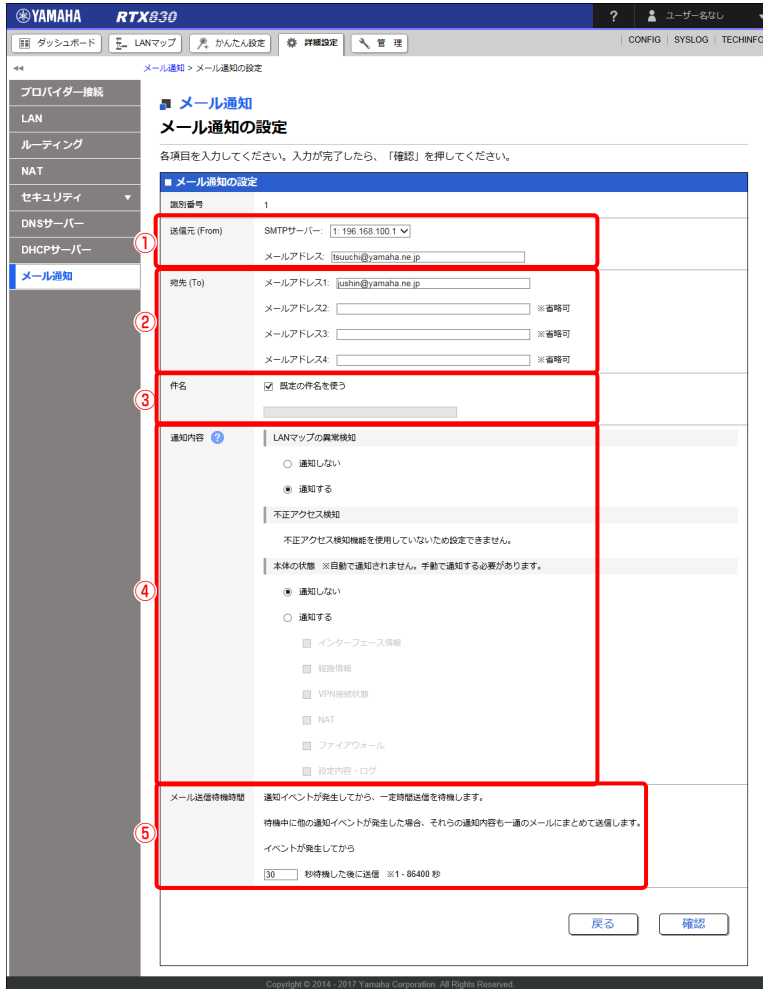 YAMAHA RTX830 ? ユーザー名なし
ダッシュボード LANマップ かんたん設定 詳細設定 管 理 CONFIG SYSLOG TECHINFO
メール通知 > メール通知の設定
プロバイダー接続
LAN
ルーティング
NAT
セキュリティ
DNSサーバー
DHCPサーバー
メール通知
メール通知
メール通知の設定
各項目を入力してください。入力が完了したら、「確認」を押してください。
■ メール通知の設定
識別番号 1
① 送信元 (From) SMTPサーバー: 1: 196.168.100.1
メールアドレス: tsuuchi@yamaha.ne.jp
② 宛先 (To) メールアドレス1: jushin@yamaha.ne.jp
メールアドレス2: ※省略可
メールアドレス3: ※省略可
メールアドレス4: ※省略可
③ 件名 既定の件名を使う
④ 通知内容 ? LANマップの異常検知
通知しない
通知する
不正アクセス検知
不正アクセス検知機能を使用していないため設定できません。
本体の状態 ※自動で通知されません。手動で通知する必要があります。
通知しない
通知する
インターフェース情報
経路情報
VPN接続状態
NAT
ファイアウォール
設定内容・ログ
⑤ メール送信待機時間 通知イベントが発生してから、一定時間送信を待機します。
待機中に他の通知イベントが発生した場合、それらの通知内容も一通のメールにまとめて送信します。
イベントが発生してから
30 秒待機した後に送信 ※1 - 86400 秒
戻る 確認
Copyright © 2014 - 2017 Yamaha Corporation. All Rights Reserved.